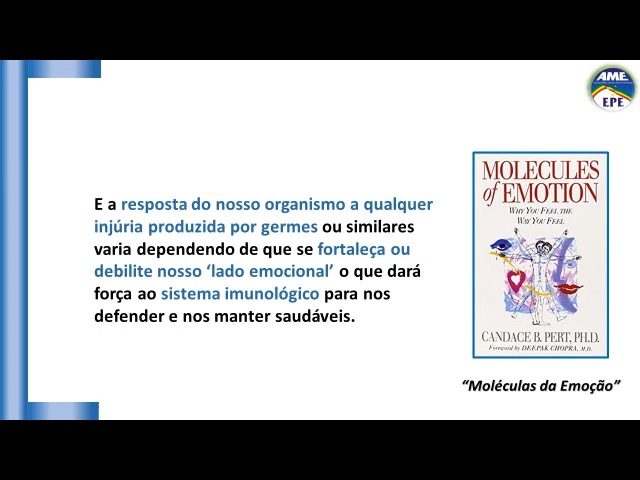 AME
EPE
E a resposta do nosso organismo a qualquer
injúria produzida por germes ou similares
varia dependendo de que se fortaleça ou
debilite nosso ‘lado emocional’ o que dará
força ao sistema imunológico para nos
defender e nos manter saudáveis.
MOLECULES
of EMOTION
WHY YOU FEEL THE
WAY YOU FEEL
CANDACE B. PERT, PH.D.
Foreword by DEEPAK CHOPRA, M.D.
“Moléculas da Emoção”